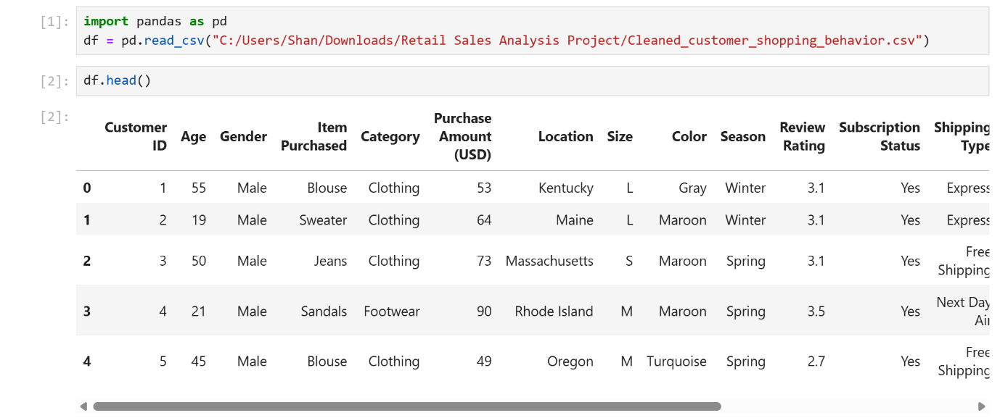 [1]: import pandas as pd
df = pd.read_csv("C:/Users/Shan/Downloads/Retail Sales Analysis Project/Cleaned_customer_shopping_behavior.csv")
[2]: df.head()
[2]:
Customer ID Age Gender Item Purchased Category Purchase Amount (USD) Location Size Color Season Review Rating Subscription Status Shipping Type
0 1 55 Male Blouse Clothing 53 Kentucky L Gray Winter 3.1 Yes Express
1 2 19 Male Sweater Clothing 64 Maine L Maroon Winter 3.1 Yes Express
2 3 50 Male Jeans Clothing 73 Massachusetts S Maroon Spring 3.1 Yes Free Shipping
3 4 21 Male Sandals Footwear 90 Rhode Island M Maroon Spring 3.5 Yes Next Day Air
4 5 45 Male Blouse Clothing 49 Oregon M Turquoise Spring 2.7 Yes Free Shipping